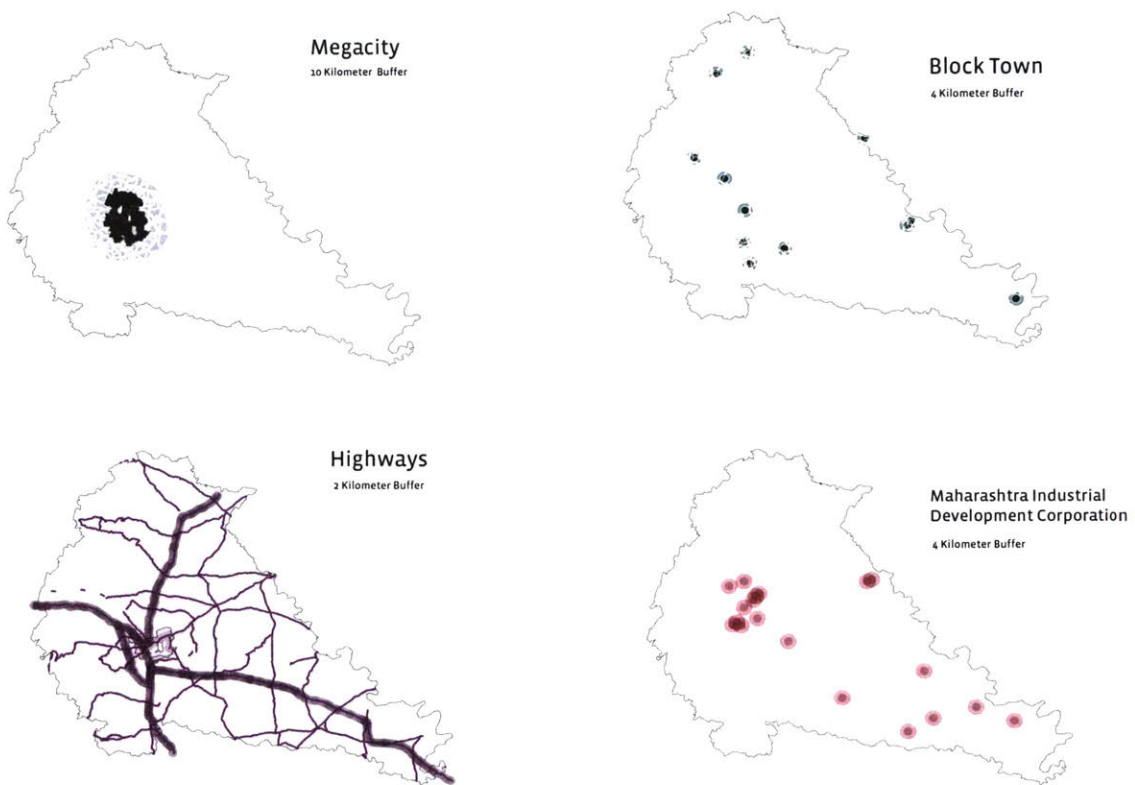 Megacity
10 Kilometer Buffer
Block Town
4 Kilometer Buffer
Highways
2 Kilometer Buffer
Maharashtra Industrial
Development Corporation
4 Kilometer Buffer